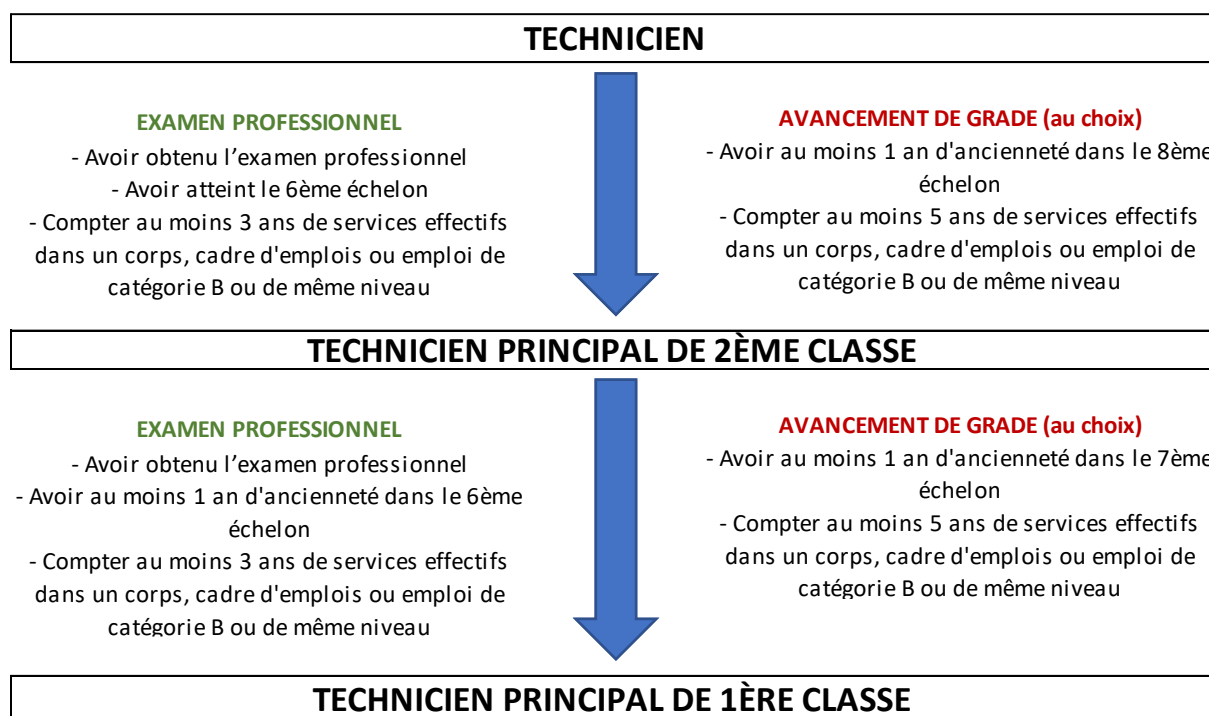 TECHNICIEN
EXAMEN PROFESSIONNEL
- Avoir obtenu l’examen professionnel
- Avoir atteint le 6ème échelon
- Compter au moins 3 ans de services effectifs
dans un corps, cadre d'emplois ou emploi de
catégorie B ou de même niveau
AVANCEMENT DE GRADE (au choix)
- Avoir au moins 1 an d'ancienneté dans le 8ème
échelon
- Compter au moins 5 ans de services effectifs
dans un corps, cadre d'emplois ou emploi de
catégorie B ou de même niveau
TECHNICIEN PRINCIPAL DE 2ÈME CLASSE
EXAMEN PROFESSIONNEL
- Avoir obtenu l’examen professionnel
- Avoir au moins 1 an d'ancienneté dans le 6ème
échelon
- Compter au moins 3 ans de services effectifs
dans un corps, cadre d'emplois ou emploi de
catégorie B ou de même niveau
AVANCEMENT DE GRADE (au choix)
- Avoir au moins 1 an d'ancienneté dans le 7ème
échelon
- Compter au moins 5 ans de services effectifs
dans un corps, cadre d'emplois ou emploi de
catégorie B ou de même niveau
TECHNICIEN PRINCIPAL DE 1ÈRE CLASSE